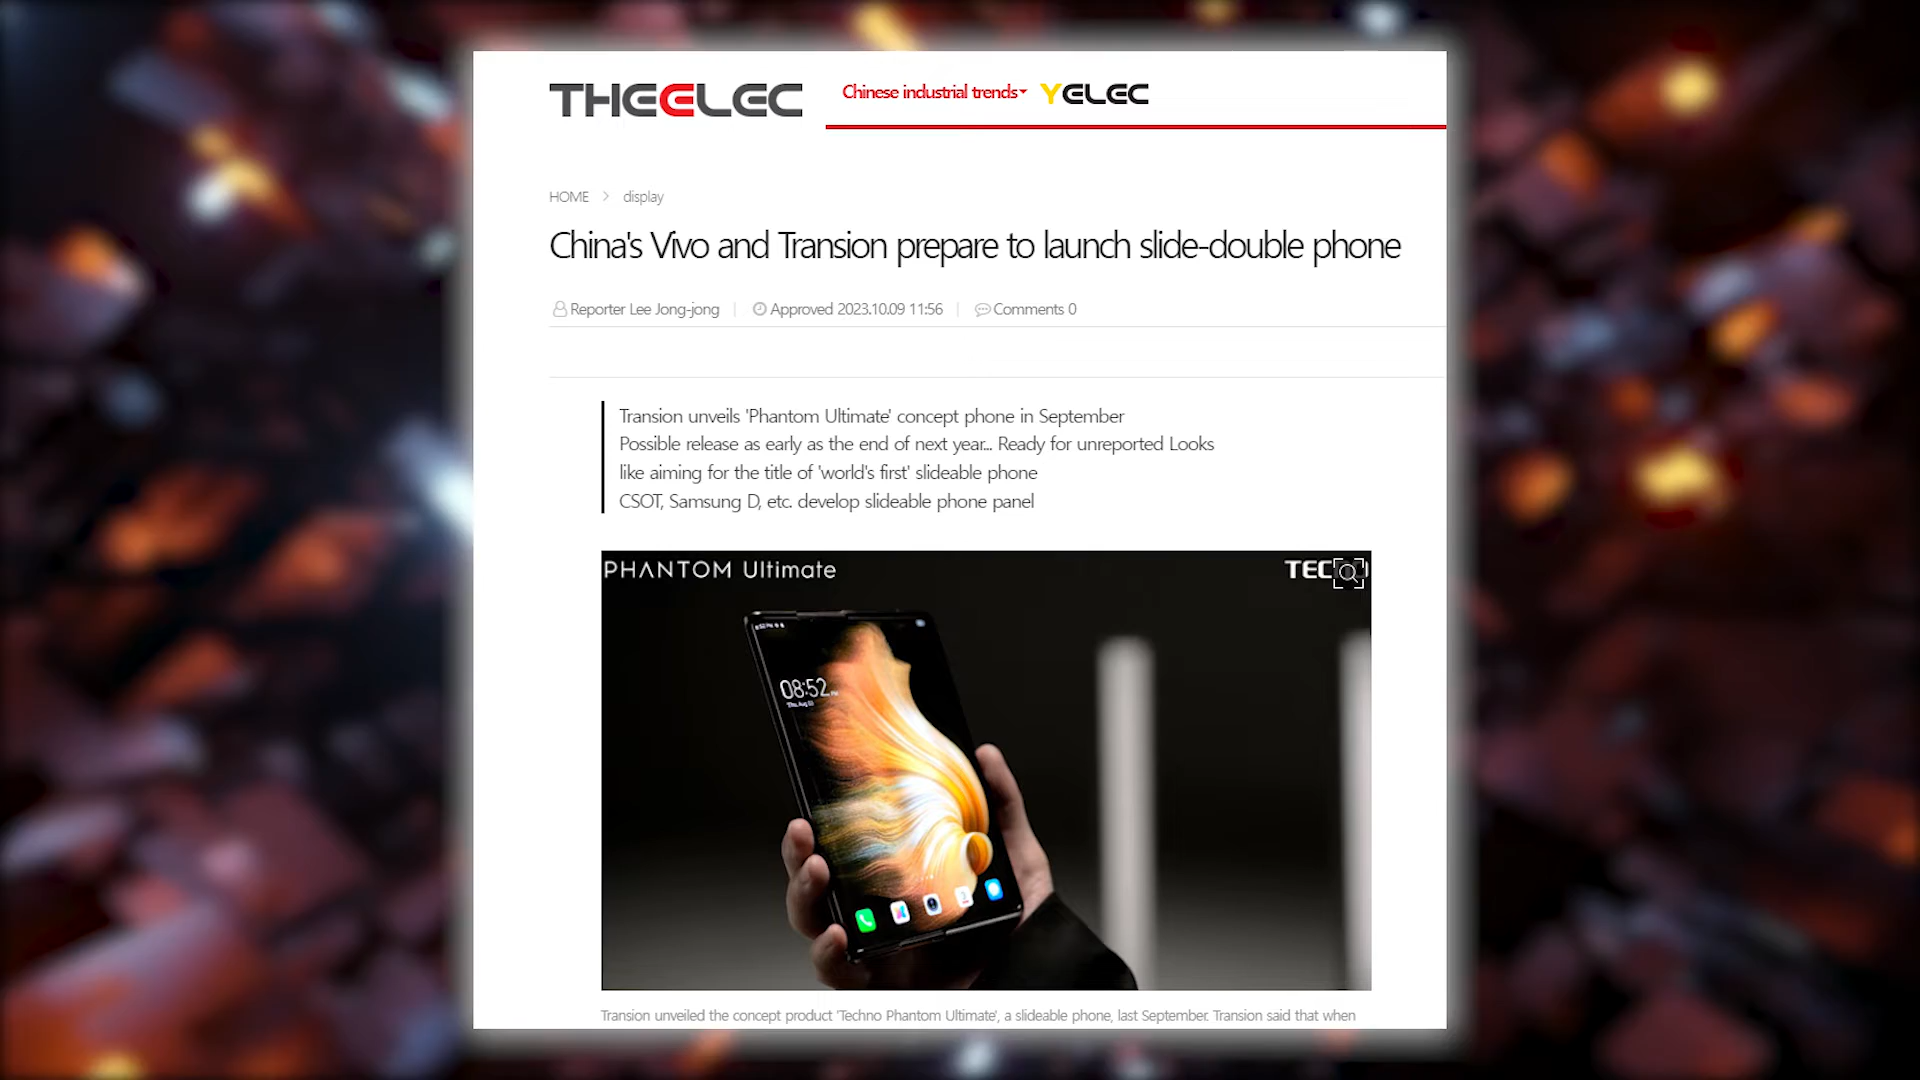 THEELEC
Chinese industrial trends
YELEC
HOME > display
China's Vivo and Transion prepare to launch slide-double phone
Reporter Lee Jong-jong | Approved 2023.10.09 11:56 | Comments 0
Transion unveils 'Phantom Ultimate' concept phone in September
Possible release as early as the end of next year... Ready for unreported Looks
like aiming for the title of 'world's first' slideable phone
CSOT, Samsung D, etc. develop slideable phone panel
PHANTOM Ultimate
TEC
08:52
Transion unveiled the concept product 'Techno Phantom Ultimate', a slideable phone, last September. Transion said that when